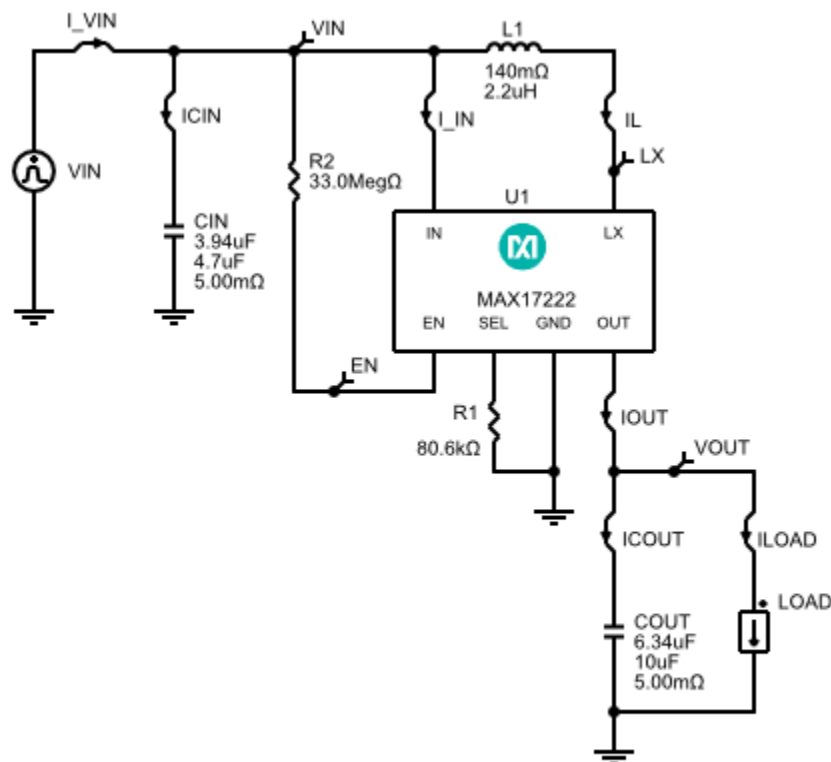 I_VIN
VIN
L1
140mΩ
2.2uH
ICIN
I_IN
IL
R2
33.0MegΩ
LX
VIN
U1
CIN
3.94uF
4.7uF
5.00mΩ
IN
LX
MAX17222
EN
SEL
GND
OUT
EN
R1
80.6kΩ
IOUT
VOUT
ICOUT
ILOAD
LOAD
COUT
6.34uF
10uF
5.00mΩ